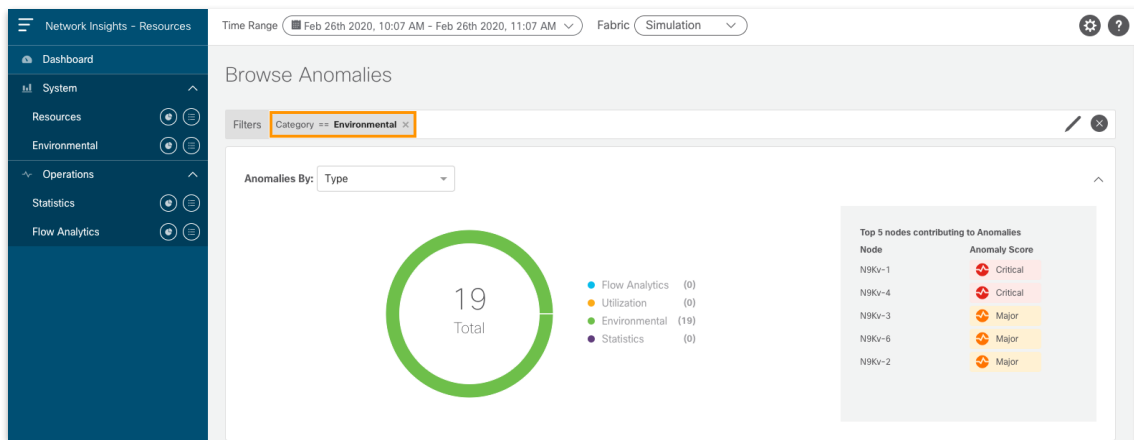 Network Insights - Resources
Time Range Feb 26th 2020, 10:07 AM - Feb 26th 2020, 11:07 AM Fabric Simulation
?
Dashboard
System
Resources
Environmental
Operations
Statistics
Flow Analytics
Browse Anomalies
Filters Category == Environmental ×
Anomalies By: Type
19
Total
Flow Analytics (0)
Utilization (0)
Environmental (19)
Statistics (0)
Top 5 nodes contributing to Anomalies
Node Anomaly Score
N9Kv-1 Critical
N9Kv-4 Critical
N9Kv-3 Major
N9Kv-6 Major
N9Kv-2 Major